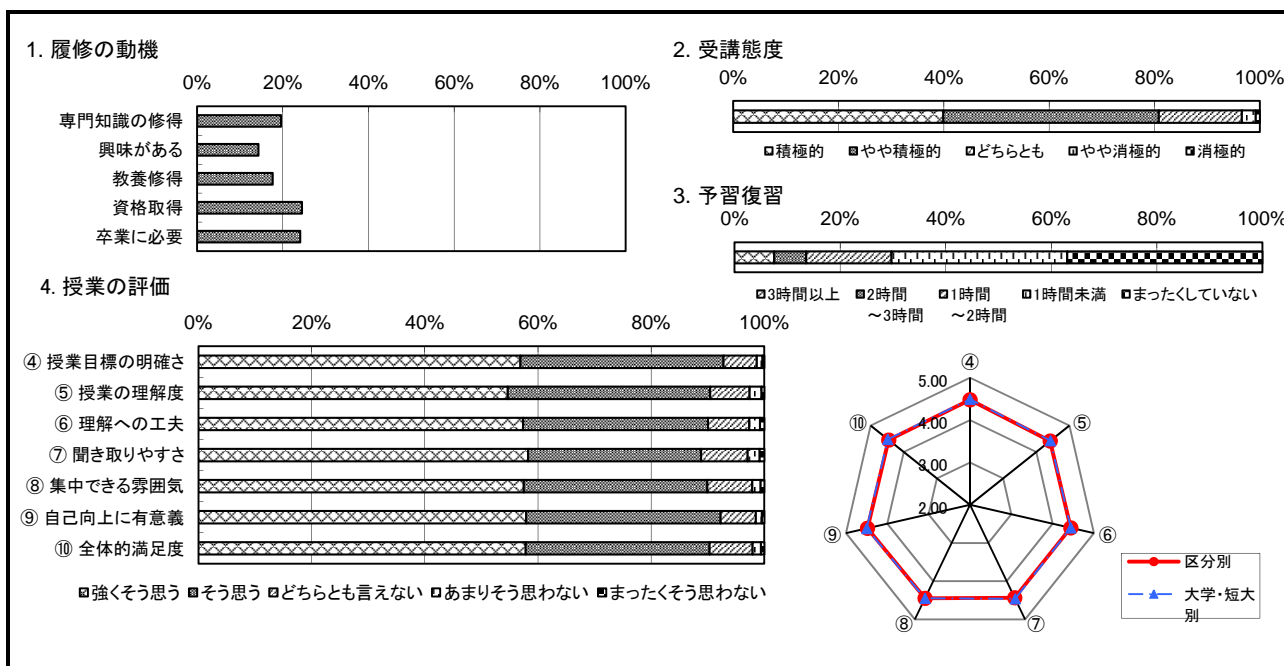 1. 履修の動機
0% 20% 40% 60% 80% 100%
専門知識の修得
興味がある
教養修得
資格取得
卒業に必要
2. 受講態度
0% 20% 40% 60% 80% 100%
積極的 やや積極的 どちらとも やや消極的 消極的
3. 予習復習
0% 20% 40% 60% 80% 100%
3時間以上 2時間 1時間 1時間未満 まったくしていない
～3時間 ～2時間
4. 授業の評価
0% 20% 40% 60% 80% 100%
④ 授業目標の明確さ
⑤ 授業の理解度
⑥ 理解への工夫
⑦ 聞き取りやすさ
⑧ 集中できる雰囲気
⑨ 自己向上に有意義
⑩ 全体的満足度
強くそう思う そう思う どちらとも言えない あまりそう思わない まったくそう思わない
④
5.00
⑩ ⑤
4.00
3.00
2.00
⑨ ⑥
⑧ ⑦
区分別
大学・短大
別